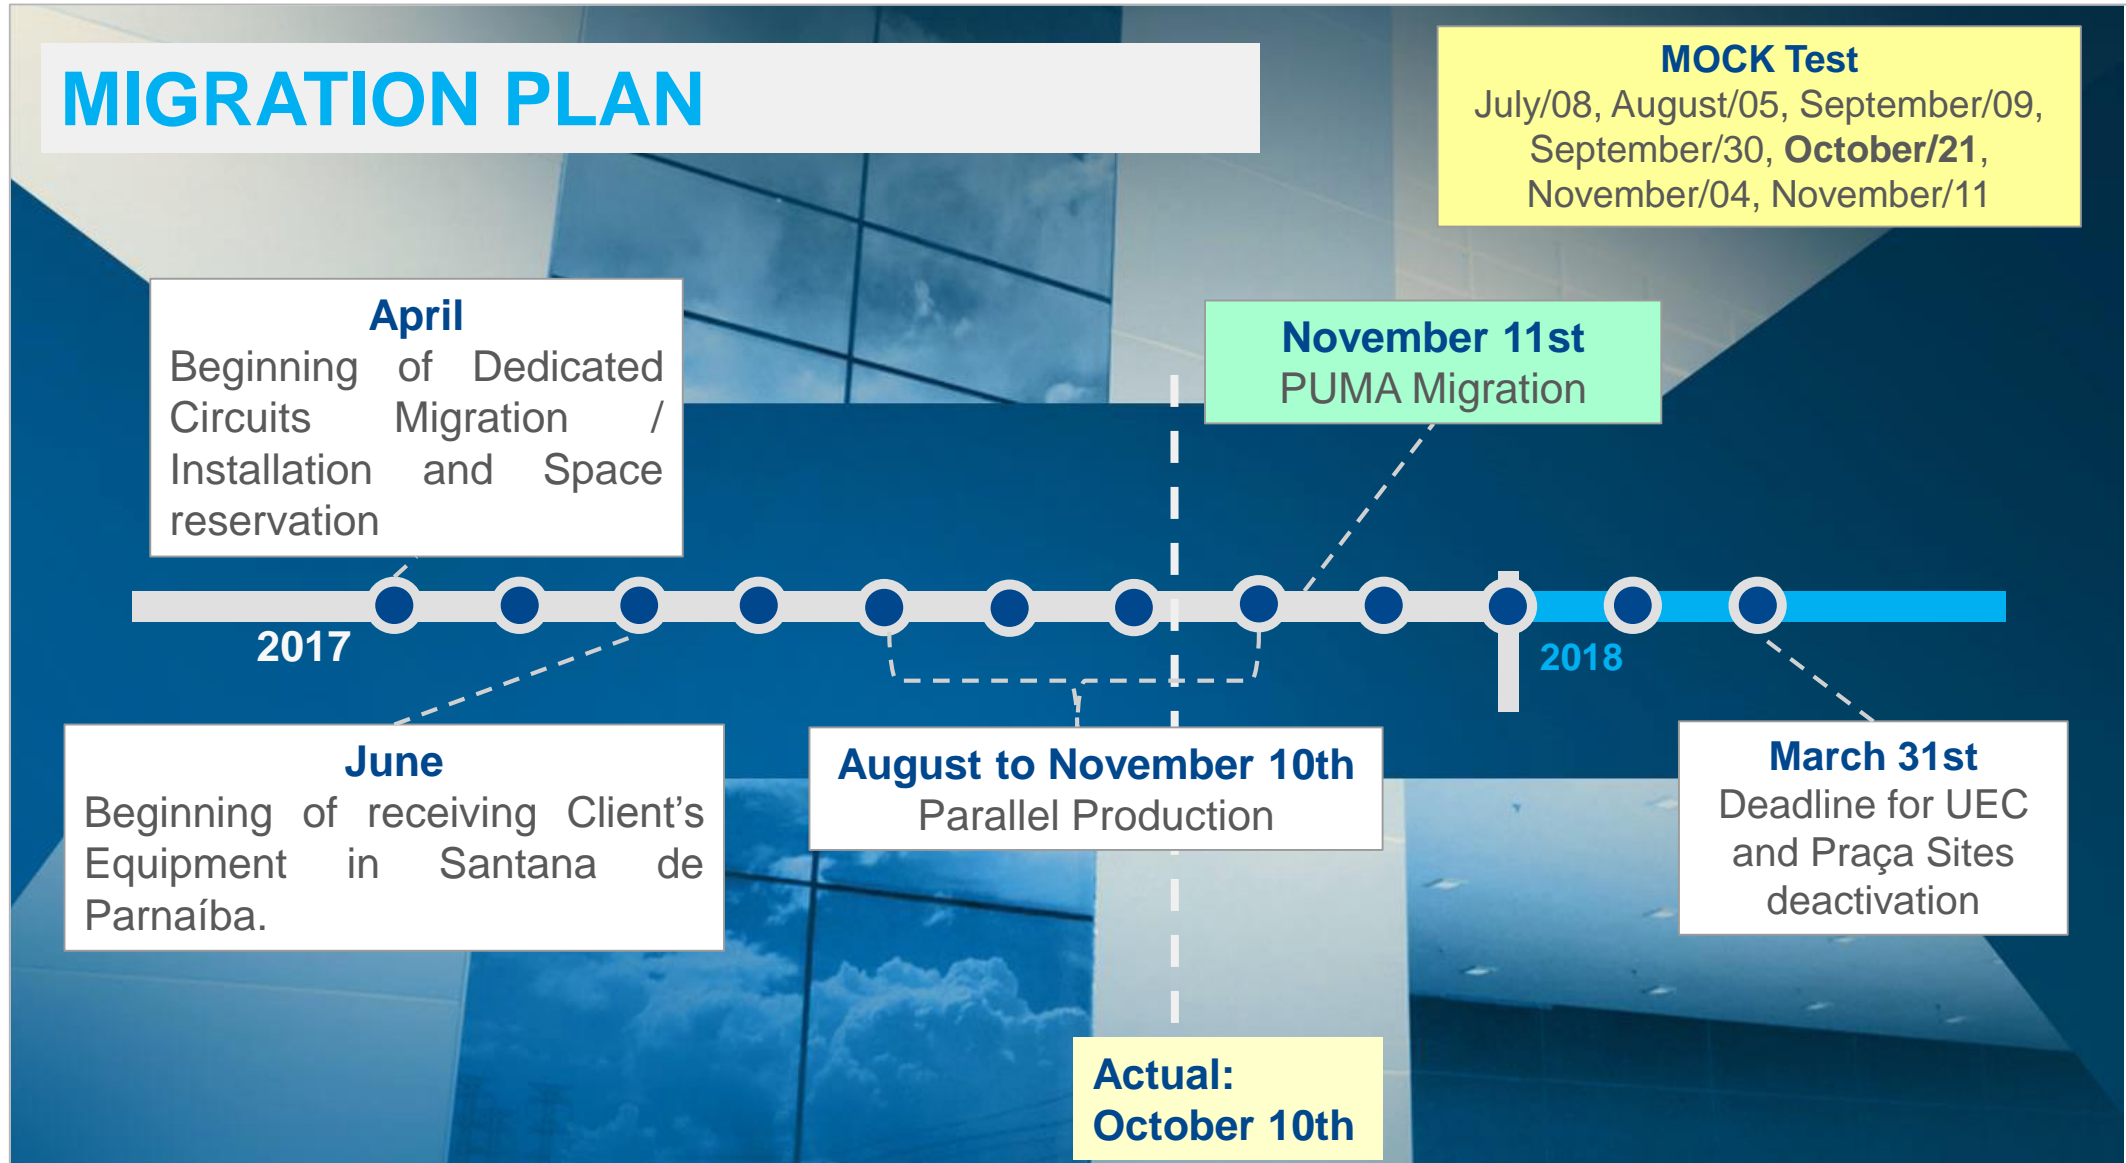 MIGRATION PLAN
MOCK Test
July/08, August/05, September/09,
September/30, October/21,
November/04, November/11
April
Beginning of Dedicated
Circuits Migration /
Installation and Space
reservation
November 11st
PUMA Migration
2017
2018
June
Beginning of receiving Client's
Equipment in Santana de
Parnaíba.
August to November 10th
Parallel Production
March 31st
Deadline for UEC
and Praça Sites
deactivation
Actual:
October 10th